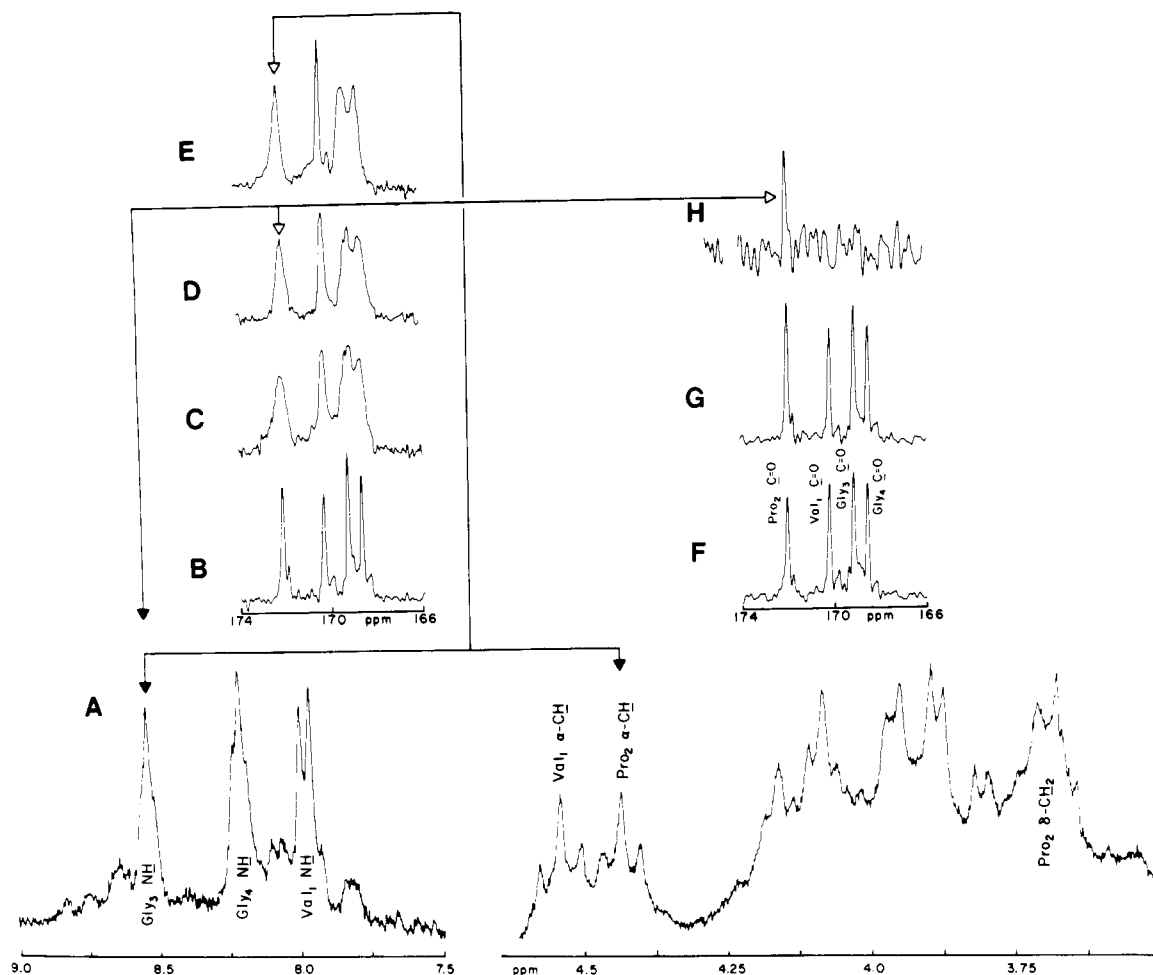 E
H
D
G
C
Pro₂ C=O
Val₁ C=O
Gly₃ C=O
Gly₄ C=O
B
F
174 170 ppm 166
174 170 ppm 166
A
Gly₃ NH
Gly₄ NH
Val₁ NH
Val₁ α-CH
Pro₂ α-CH
Pro₂ δ-CH₂
9.0 8.5 8.0 7.5
ppm 4.5 4.25 4.0 3.75